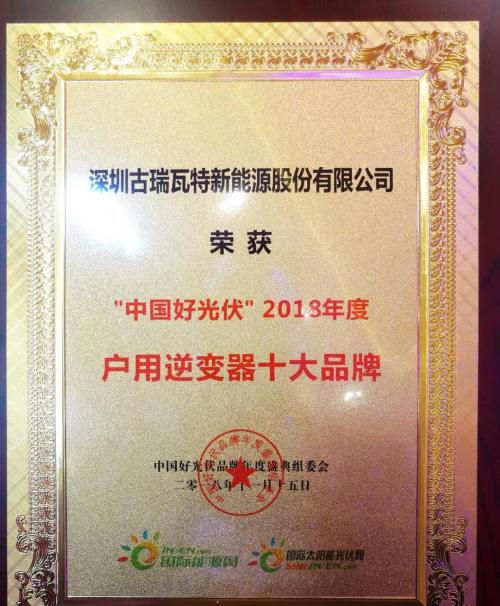 深圳古瑞瓦特新能源股份有限公司
荣获
"中国好光伏" 2018年度
户用逆变器十大品牌
中国好光伏品牌年度盛典组委会
二零一八年十一月十五日
IN-EN.com
国际能源网
国际太阳能光伏网
Solar.IN-EN.com